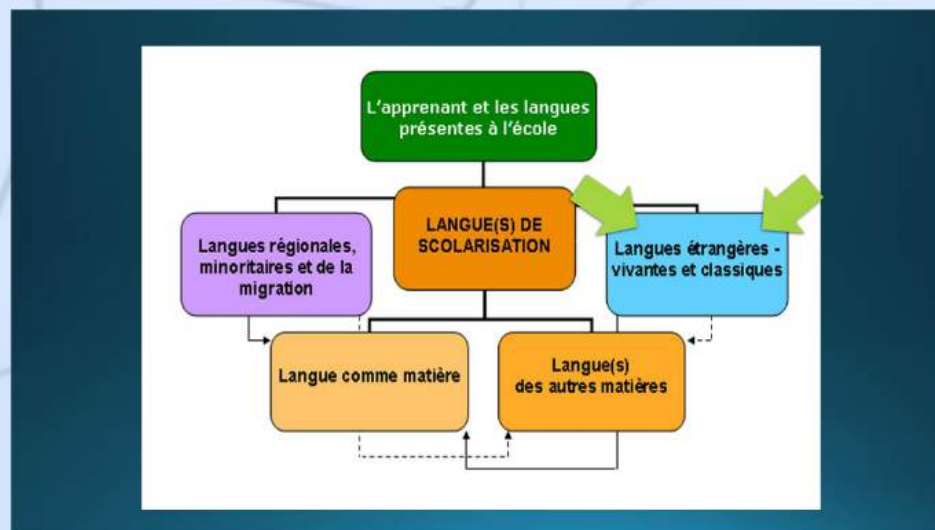 L'apprenant et les langues
présentes à l'école
LANGUE(S) DE
SCOLARISATION
Langues régionales,
minoritaires et de la
migration
Langues étrangères -
vivantes et classiques
Langue comme matière
Langue(s)
des autres matières